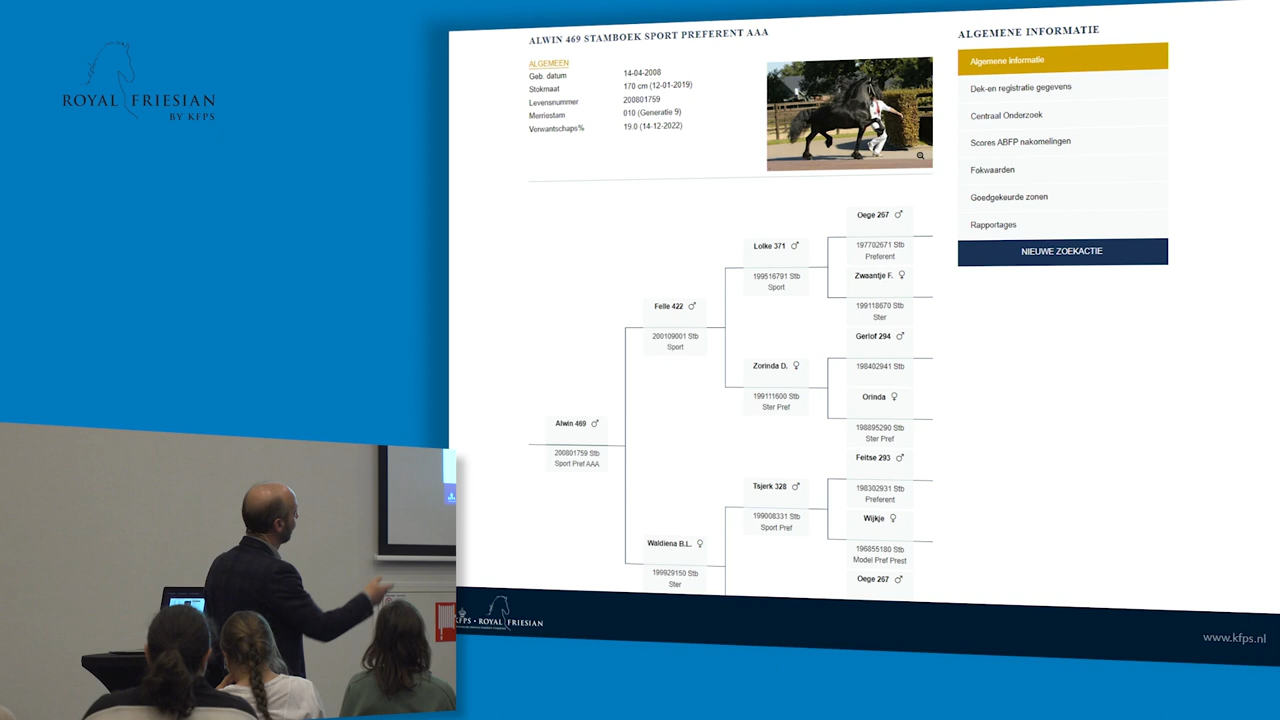 ROYAL FRIESIAN
BY KFPS
ALWIN 469 STAMBOEK SPORT PREFERENT AAA
ALGEMEEN
Geb. datum 14-04-2008
Stokmaat 170 cm (12-01-2019)
Levensnummer 200801759
Merriestam 010 (Generatie 9)
Verwantschaps% 19.0 (14-12-2022)
ALGEMENE INFORMATIE
Algemene informatie
Dek-en registratie gegevens
Centraal Onderzoek
Scores ABFP nakomelingen
Fokwaarden
Goedgekeurde zonen
Rapportages
NIEUWE ZOEKACTIE
Oege 267 ♂
197702671 Stb
Preferent
Lolke 371 ♂
199516791 Stb
Sport
Zwaantje F. ♀
199118670 Stb
Ster
Felle 422 ♂
200109001 Stb
Sport
Gerlof 294 ♂
198402941 Stb
Zorinda D. ♀
199111600 Stb
Ster Pref
Orinda ♀
198895290 Stb
Ster Pref
Alwin 469 ♂
200801759 Stb
Sport Pref AAA
Feitse 293 ♂
198302931 Stb
Preferent
Tsjerk 328 ♂
199008331 Stb
Sport Pref
Wijkje ♀
196855180 Stb
Model Pref Prest
Waldiena B.L. ♀
199929150 Stb
Ster
Oege 267 ♂
KFPS - ROYAL FRIESIAN
www.kfps.nl